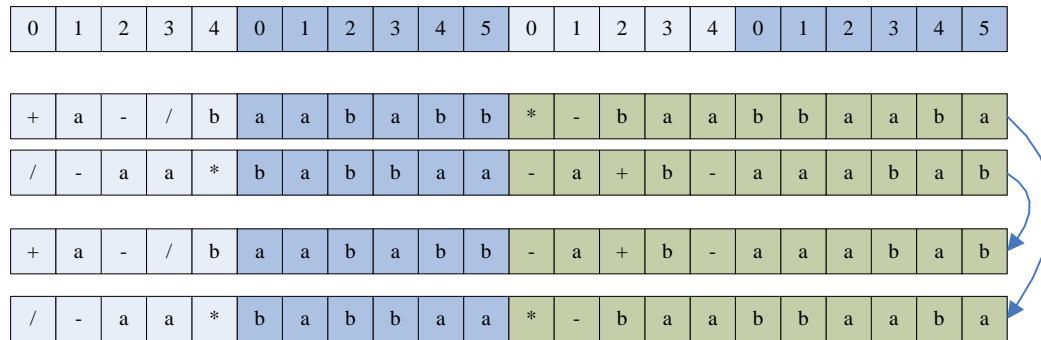 0 1 2 3 4 0 1 2 3 4 5 0 1 2 3 4 0 1 2 3 4 5
+ a - / b a a b a b b * - b a a b b a a b a
/ - a a * b a b b a a - a + b - a a a b a b
+ a - / b a a b a b b - a + b - a a a b a b
/ - a a * b a b b a a * - b a a b b a a b a